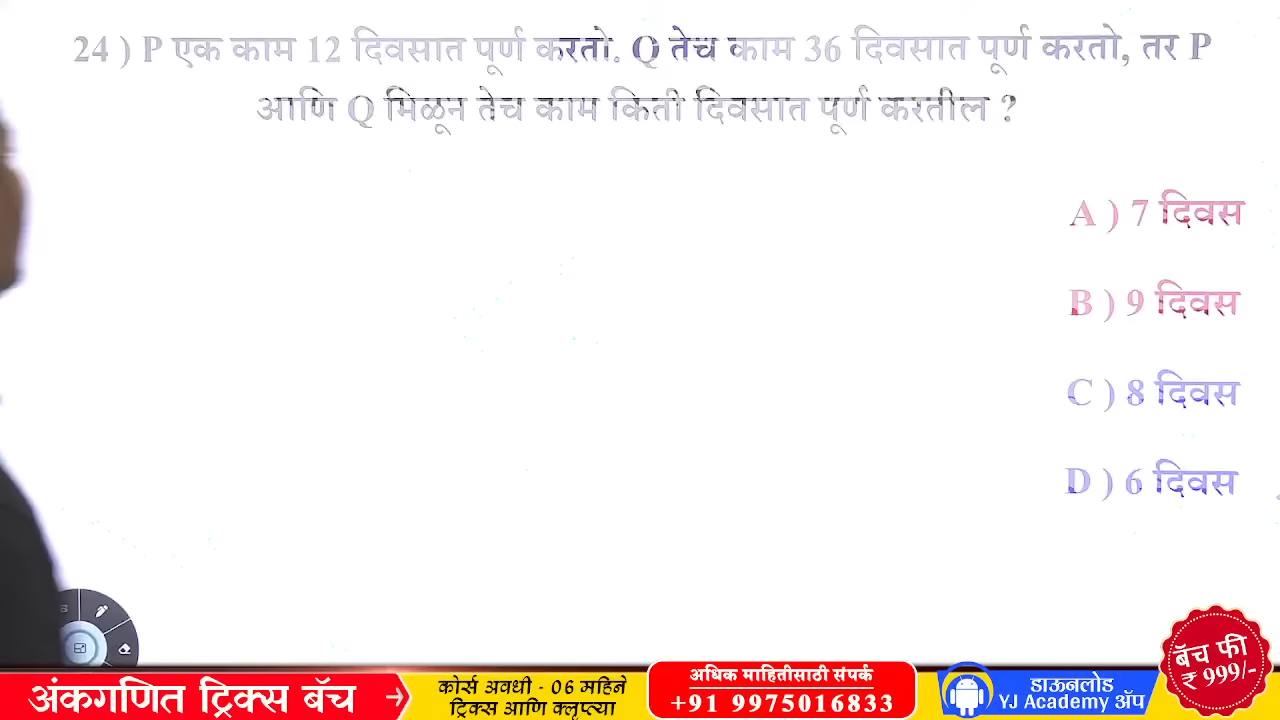 24 ) P एक काम 12 दिवसात पूर्ण करतो. Q तेच काम 36 दिवसात पूर्ण करतो, तर P
आणि Q मिळून तेच काम किती दिवसात पूर्ण करतील ?
A ) 7 दिवस
B ) 9 दिवस
C ) 8 दिवस
D ) 6 दिवस
बॅच फी
₹ 999/-
अंकगणित ट्रिक्स बॅच
कोर्स अवधी - 06 महिने
ट्रिक्स आणि क्लुप्त्या
अधिक माहितीसाठी संपर्क
+91 9975016833
डाऊनलोड
YJ Academy ॲप